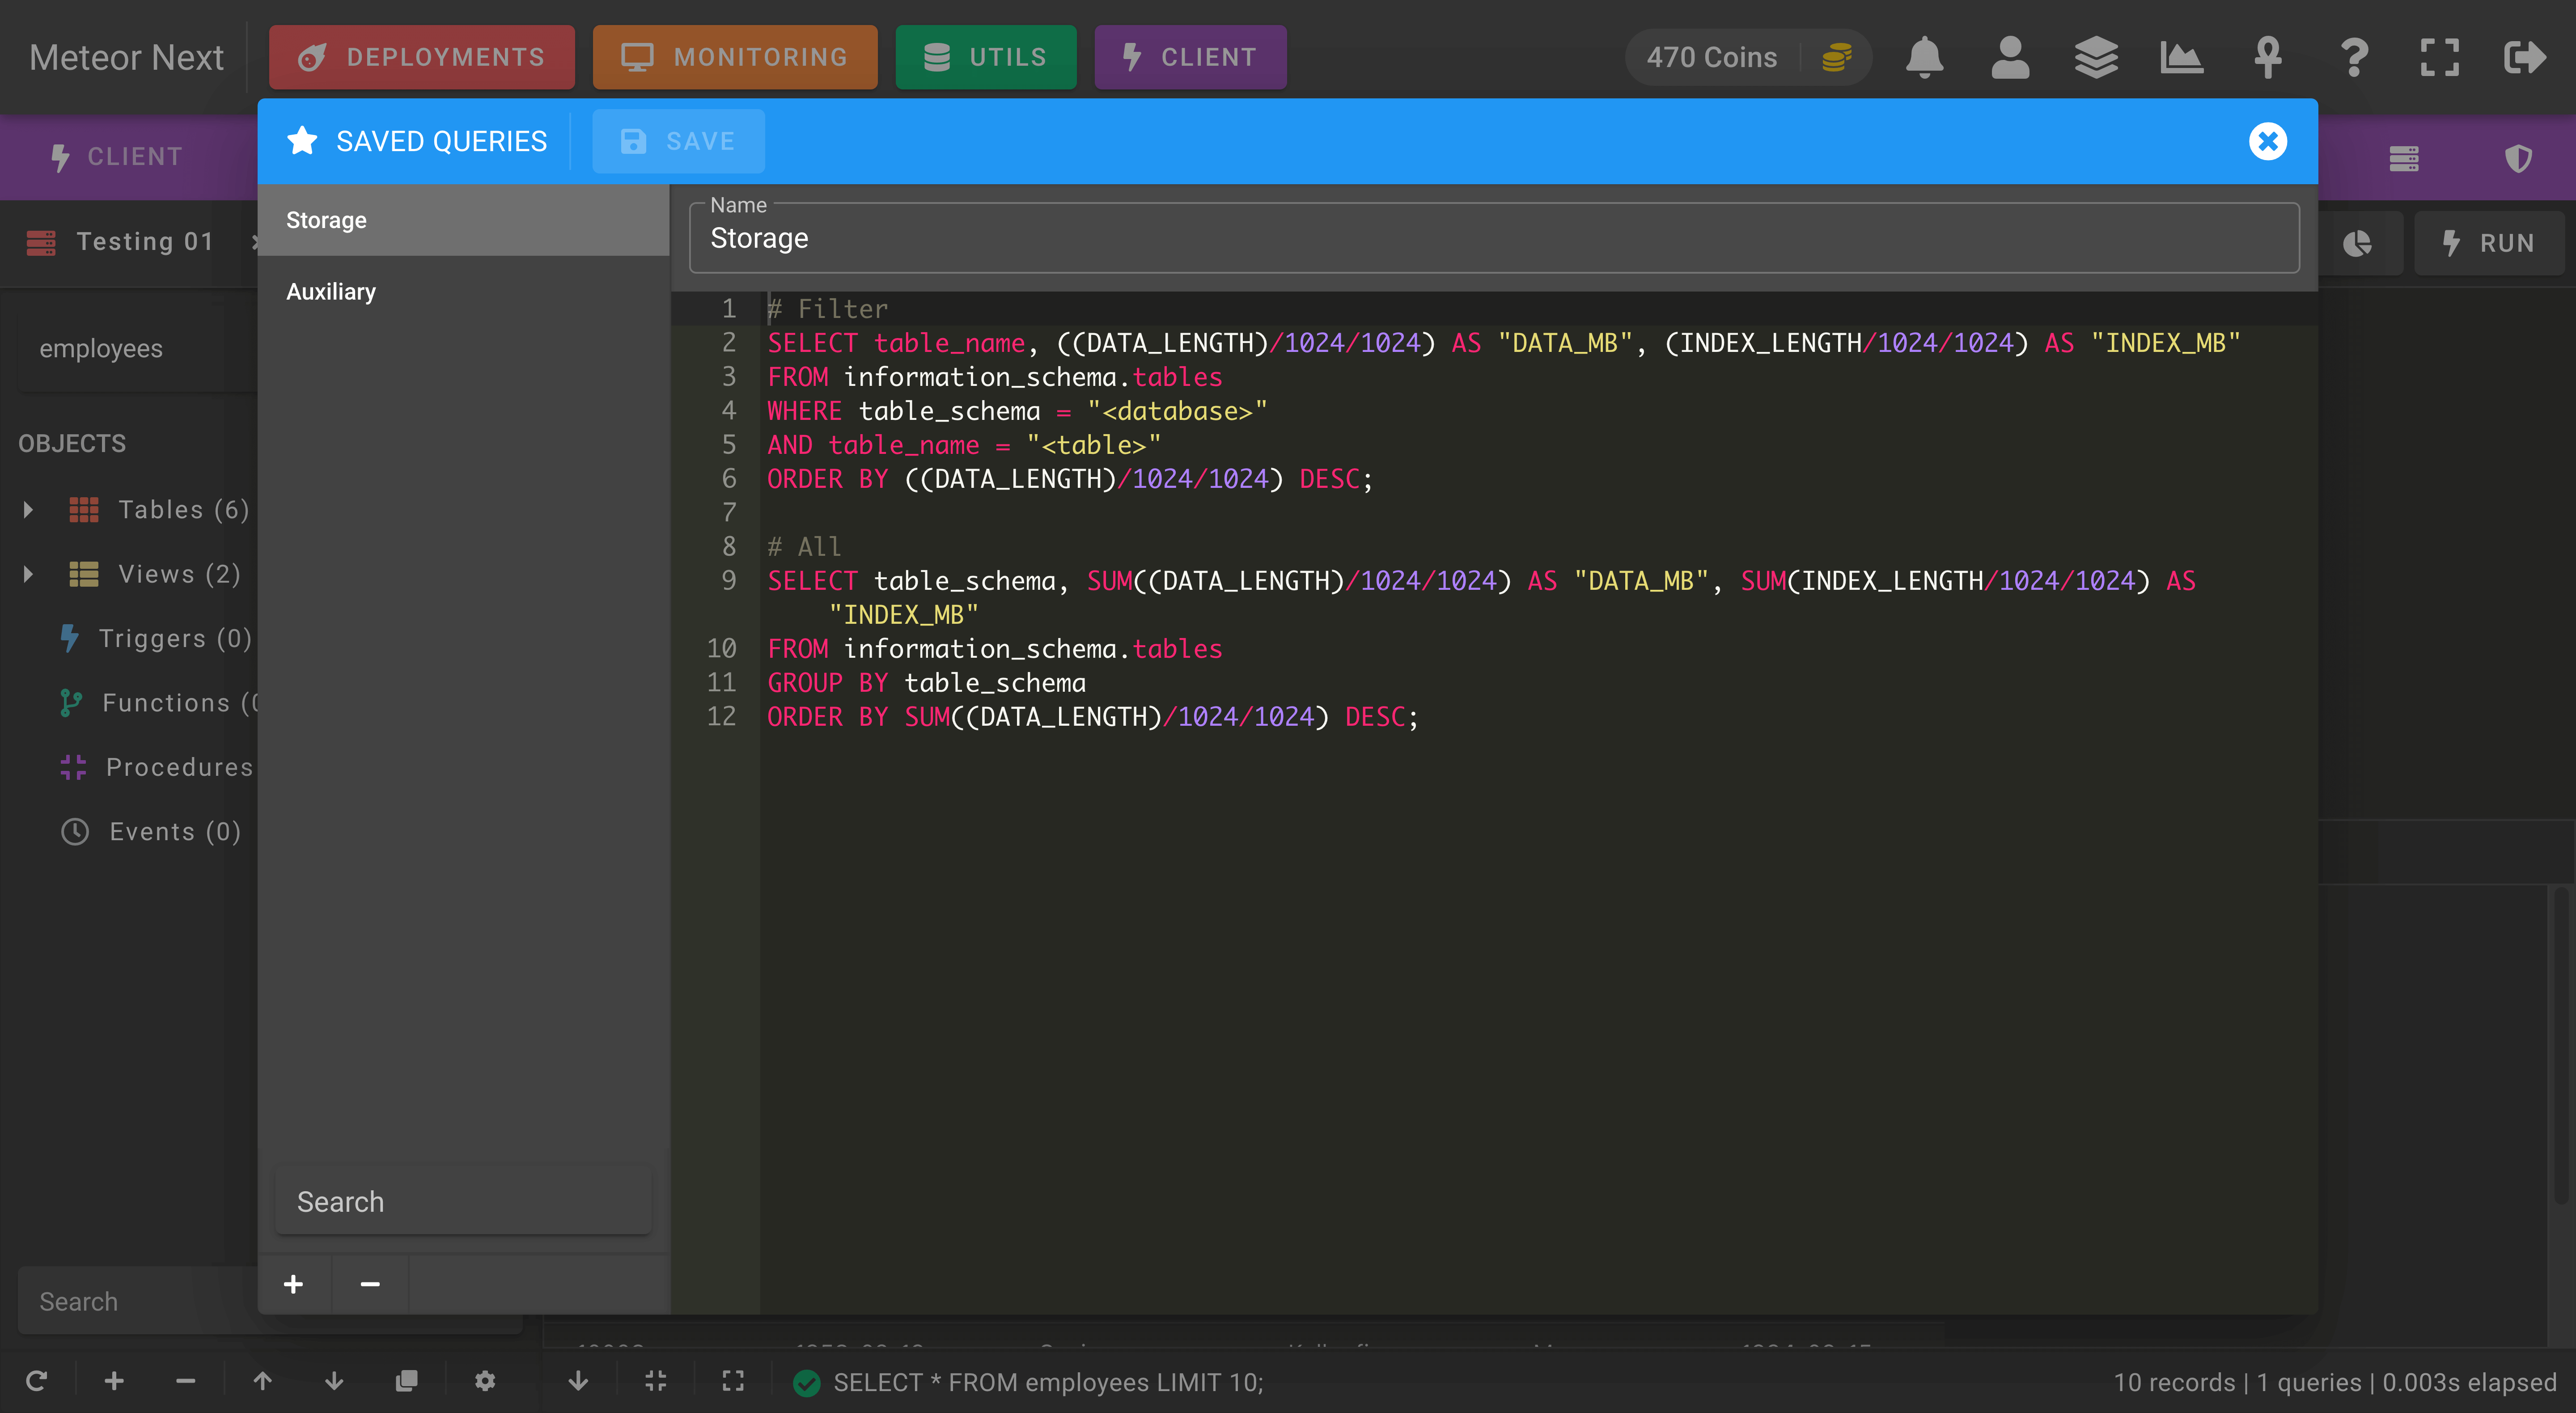 Meteor Next
DEPLOYMENTS
MONITORING
UTILS
CLIENT
470 Coins
CLIENT
SAVED QUERIES
SAVE
Testing 01
RUN
employees
OBJECTS
Tables (6)
Views (2)
Triggers (0)
Functions (0
Procedures
Events (0)
Search
Storage
Auxiliary
Search
Name
Storage
1 # Filter
2 SELECT table_name, ((DATA_LENGTH)/1024/1024) AS "DATA_MB", (INDEX_LENGTH/1024/1024) AS "INDEX_MB"
3 FROM information_schema.tables
4 WHERE table_schema = "<database>"
5 AND table_name = "<table>"
6 ORDER BY ((DATA_LENGTH)/1024/1024) DESC;
7
8 # All
9 SELECT table_schema, SUM((DATA_LENGTH)/1024/1024) AS "DATA_MB", SUM(INDEX_LENGTH/1024/1024) AS
"INDEX_MB"
10 FROM information_schema.tables
11 GROUP BY table_schema
12 ORDER BY SUM((DATA_LENGTH)/1024/1024) DESC;
SELECT * FROM employees LIMIT 10;
10 records | 1 queries | 0.003s elapsed